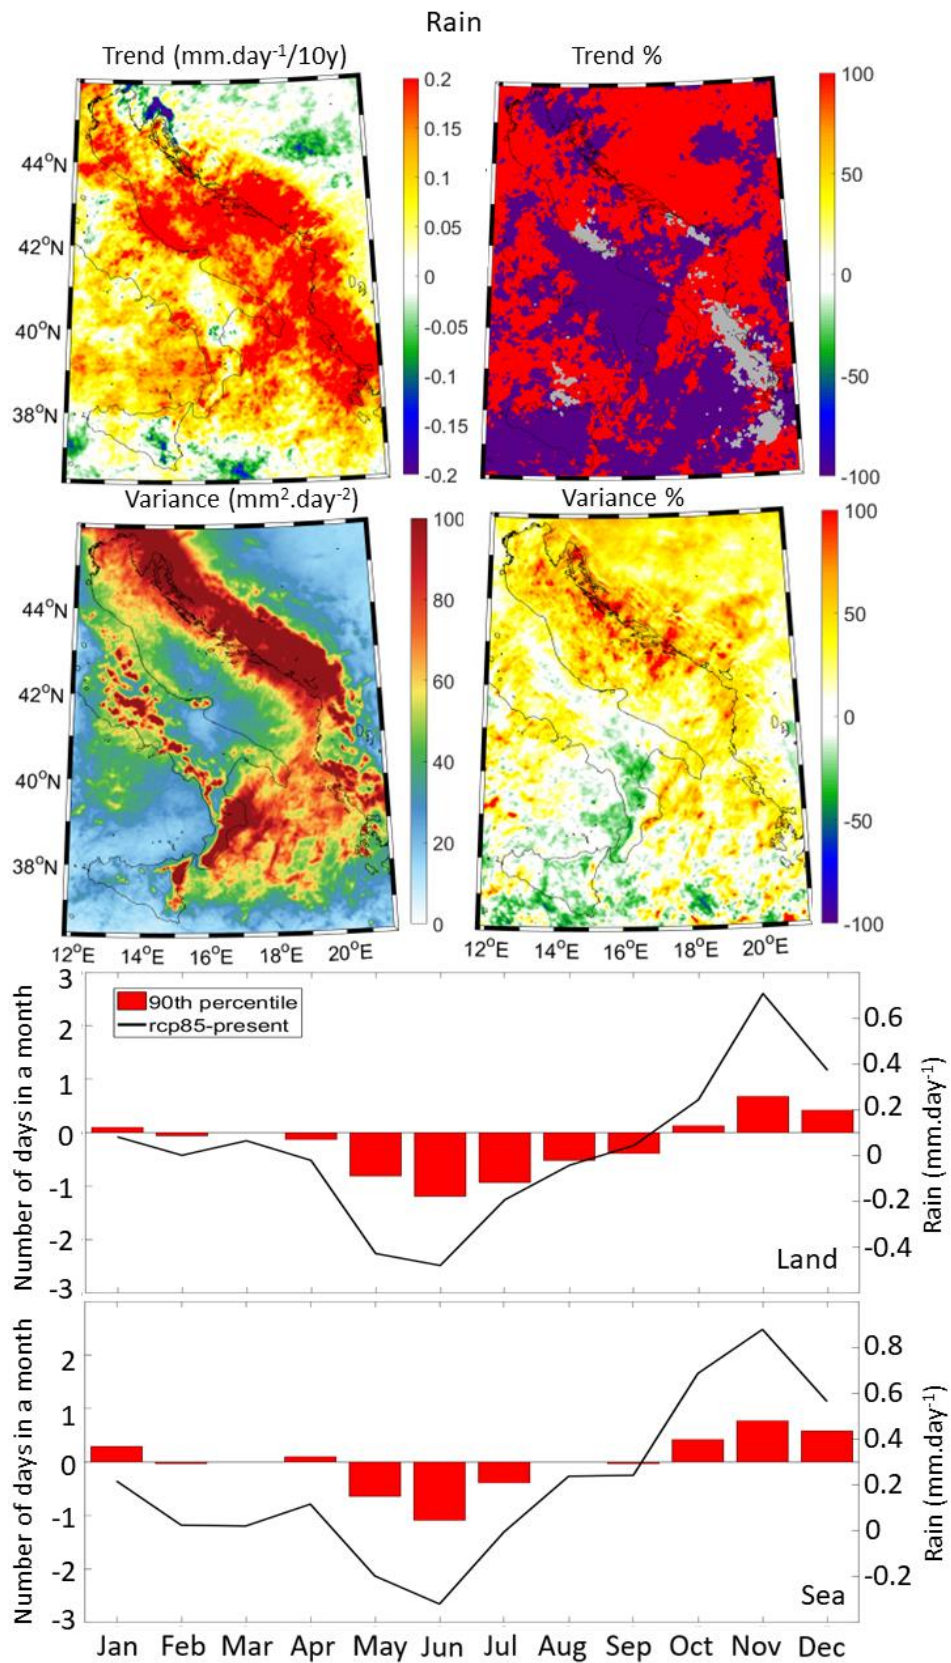 Rain
Trend (mm.day⁻¹/10y)
Trend %
44°N
42°N
40°N
38°N
0.2
0.15
0.1
0.05
0
-0.05
-0.1
-0.15
-0.2
100
50
0
-50
-100
Variance (mm².day⁻²)
Variance %
44°N
42°N
40°N
38°N
12°E 14°E 16°E 18°E 20°E
100
80
60
40
20
0
12°E 14°E 16°E 18°E 20°E
100
50
0
-50
-100
Number of days in a month
3
2
1
0
-1
-2
-3
90th percentile
rcp85-present
Land
0.6
0.4
0.2
0
-0.2
-0.4
Rain (mm.day⁻¹)
Number of days in a month
2
1
0
-1
-2
-3
Sea
0.8
0.6
0.4
0.2
0
-0.2
Rain (mm.day⁻¹)
Jan Feb Mar Apr May Jun Jul Aug Sep Oct Nov Dec